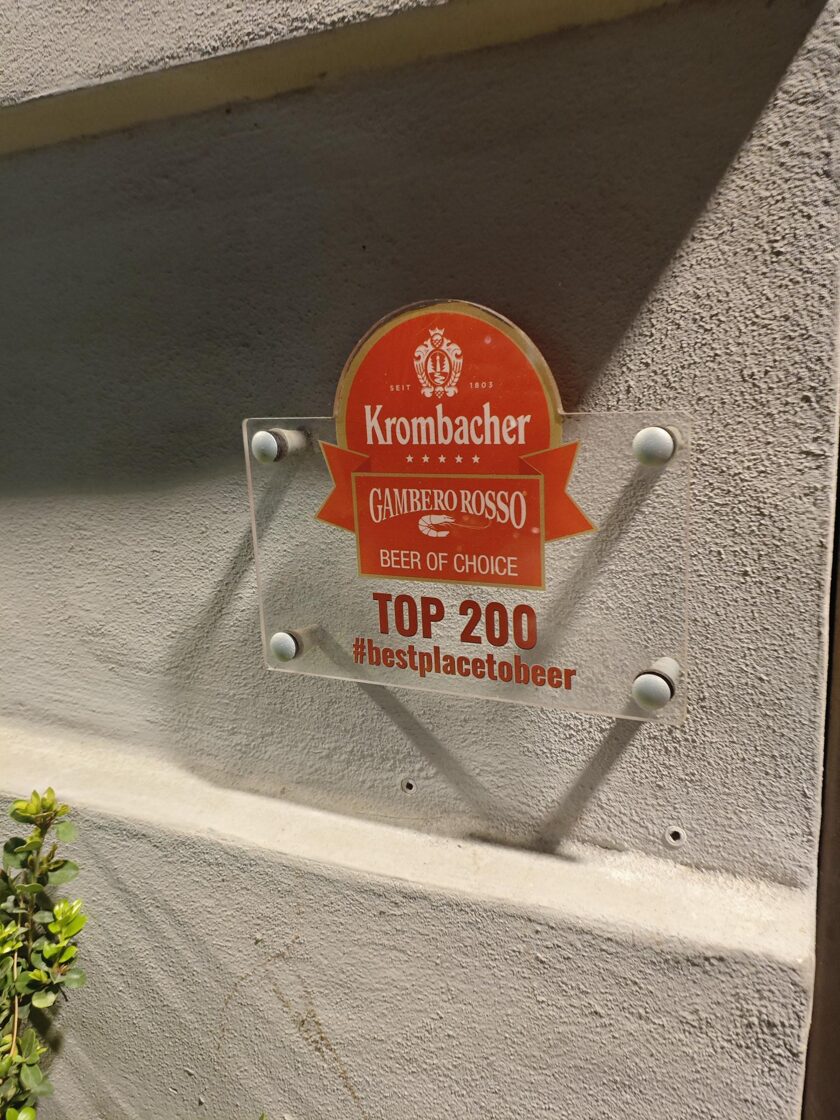 SEIT 1803
Krombacher
GAMBERO ROSSO
BEER OF CHOICE
TOP 200
#bestplacetobeer